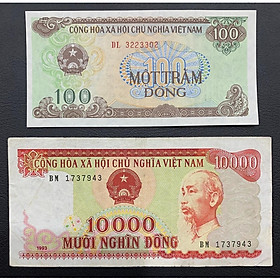 CỘNG HÒA XÃ HỘI CHỦ NGHĨA VIỆT NAM
100
DL 3223302
100
MỘT TRĂM
ĐỒNG
100
CỘNG HÒA XÃ HỘI CHỦ NGHĨA VIỆT NAM
10000
BM 1737943
10000
1993
MƯỜI NGHÌN ĐỒNG
BM 1737943